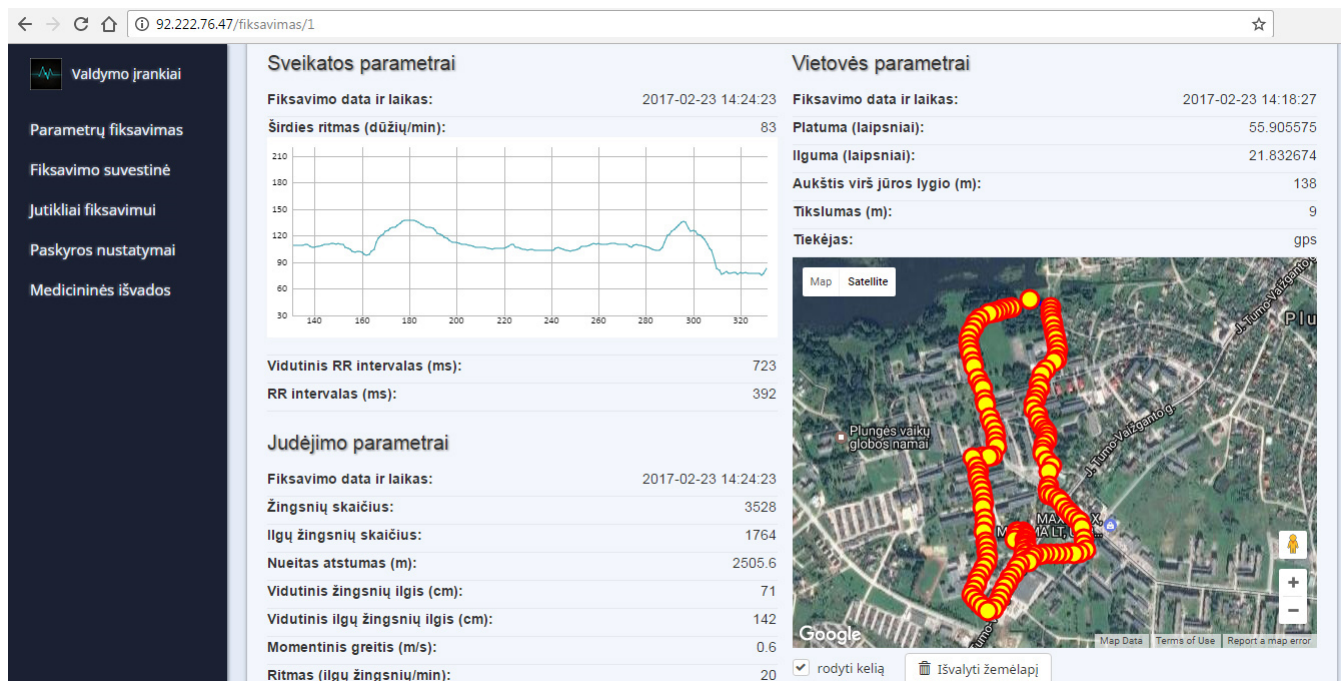 92.222.76.47/fiksavimas/1
Valdymo įrankiai
Parametrų fiksavimas
Fiksavimo suvestinė
Jutikliai fiksavimui
Paskyros nustatymai
Medicininės išvados
Sveikatos parametrai
Fiksavimo data ir laikas: 2017-02-23 14:24:23
Širdies ritmas (dūžių/min): 83
210
180
150
120
90
60
30
140 160 180 200 220 240 260 280 300 320
Vidutinis RR intervalas (ms): 723
RR intervalas (ms): 392
Judėjimo parametrai
Fiksavimo data ir laikas: 2017-02-23 14:24:23
Žingsnių skaičius: 3528
Ilgų žingsnių skaičius: 1764
Nueitas atstumas (m): 2505.6
Vidutinis žingsnių ilgis (cm): 71
Vidutinis ilgų žingsnių ilgis (cm): 142
Momentinis greitis (m/s): 0.6
Ritmas (ilgų žingsnių/min): 20
Vietovės parametrai
Fiksavimo data ir laikas: 2017-02-23 14:18:27
Platuma (laipsniai): 55.905575
Ilguma (laipsniai): 21.832674
Aukštis virš jūros lygio (m): 138
Tikslumas (m): 9
Tiekėjas: gps
Map Satellite
J. Tumo-Vaižganto g.
Plu
J. Tumo-Vaižganto g.
Plungės vaikų
globos namai
Google
Map Data Terms of Use Report a map error
rodyti kelią
Išvalyti žemėlapį